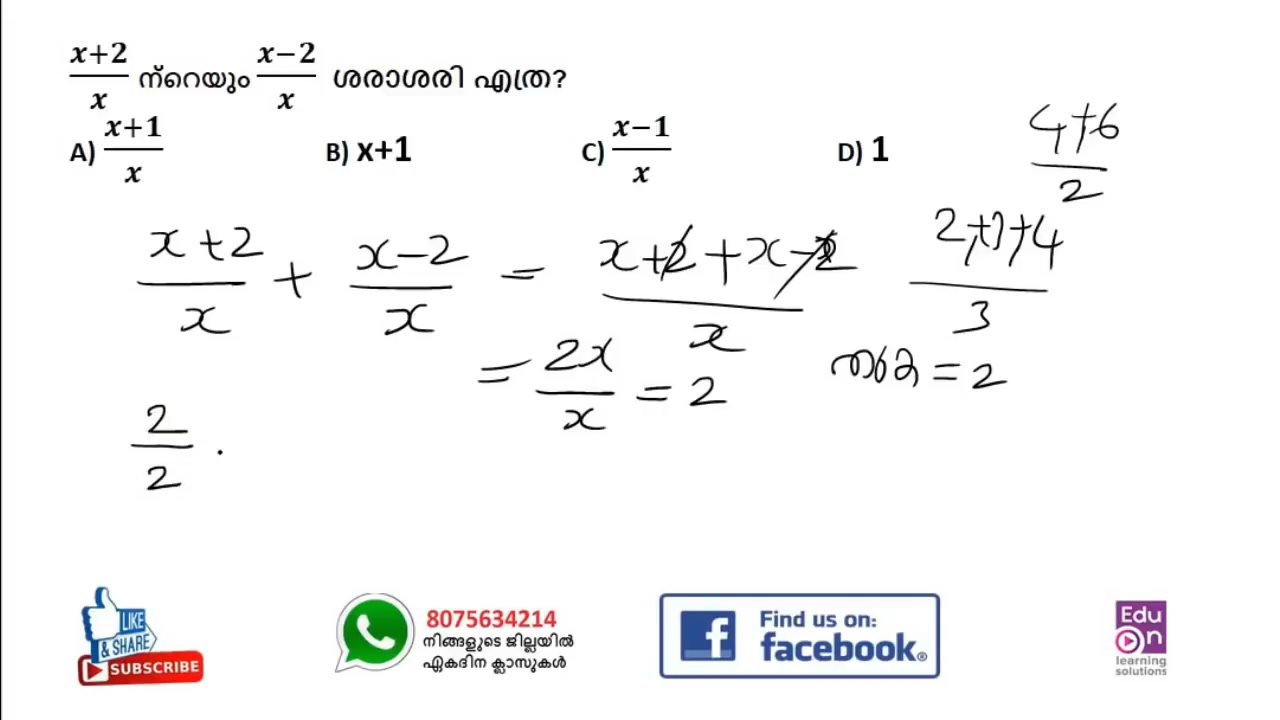 x+2/x ന്റെയും x−2/x ശരാശരി എത്ര?
A) x+1/x B) x+1 C) x−1/x D) 1
4+6/2
x+2/x + x-2/x = x+2+x-2/x
2+1+4/3
= 2x/x = 2
തുക = 2
2/2 .
LIKE & SHARE
SUBSCRIBE
8075634214
നിങ്ങളുടെ ജില്ലയിൽ
ഏകദിന ക്ലാസുകൾ
f Find us on:
facebook®
Edu On
learning
solutions